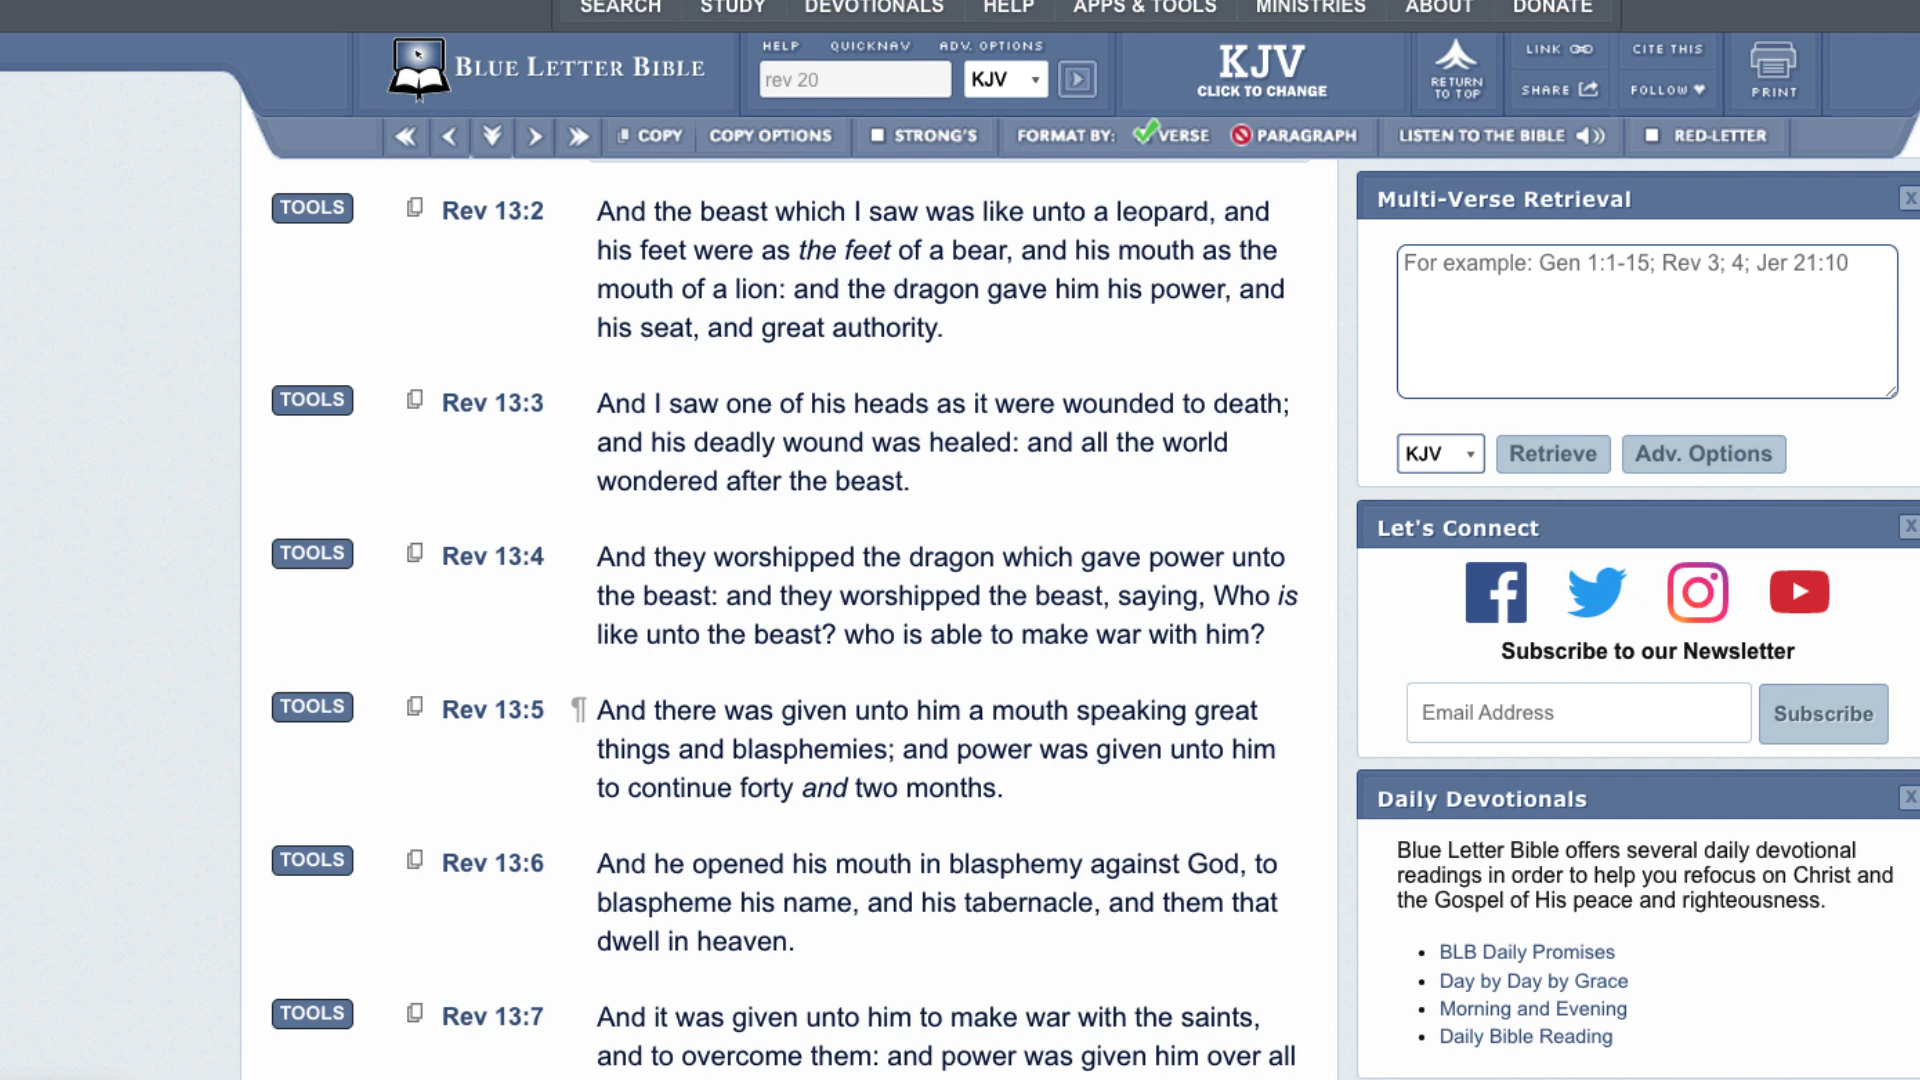 SEARCH STUDY DEVOTIONALS HELP APPS & TOOLS MINISTRIES ABOUT DONATE
BLUE LETTER BIBLE
HELP QUICKNAV ADV. OPTIONS
rev 20 KJV
KJV
CLICK TO CHANGE
RETURN
TO TOP
LINK
SHARE
CITE THIS
FOLLOW
PRINT
COPY COPY OPTIONS STRONG'S FORMAT BY: VERSE PARAGRAPH LISTEN TO THE BIBLE RED-LETTER
TOOLS Rev 13:2 And the beast which I saw was like unto a leopard, and
his feet were as the feet of a bear, and his mouth as the
mouth of a lion: and the dragon gave him his power, and
his seat, and great authority.
TOOLS Rev 13:3 And I saw one of his heads as it were wounded to death;
and his deadly wound was healed: and all the world
wondered after the beast.
TOOLS Rev 13:4 And they worshipped the dragon which gave power unto
the beast: and they worshipped the beast, saying, Who is
like unto the beast? who is able to make war with him?
TOOLS Rev 13:5 ¶ And there was given unto him a mouth speaking great
things and blasphemies; and power was given unto him
to continue forty and two months.
TOOLS Rev 13:6 And he opened his mouth in blasphemy against God, to
blaspheme his name, and his tabernacle, and them that
dwell in heaven.
TOOLS Rev 13:7 And it was given unto him to make war with the saints,
and to overcome them: and power was given him over all
Multi-Verse Retrieval X
For example: Gen 1:1-15; Rev 3; 4; Jer 21:10
KJV Retrieve Adv. Options
Let's Connect X
Subscribe to our Newsletter
Email Address Subscribe
Daily Devotionals X
Blue Letter Bible offers several daily devotional
readings in order to help you refocus on Christ and
the Gospel of His peace and righteousness.
• BLB Daily Promises
• Day by Day by Grace
• Morning and Evening
• Daily Bible Reading